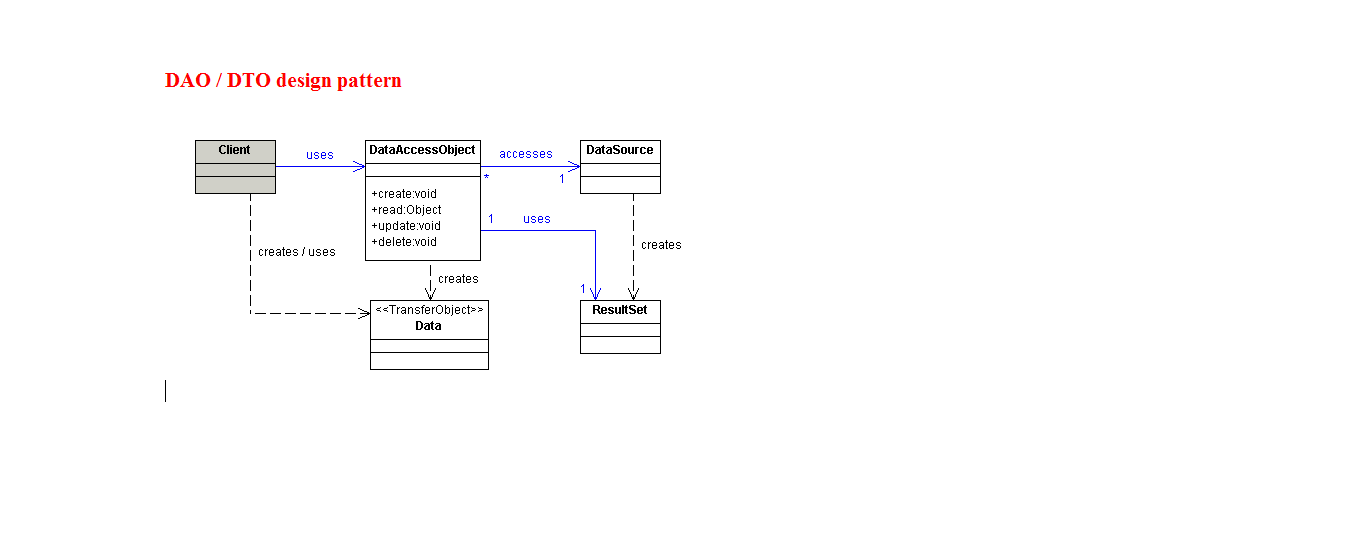 DAO / DTO design pattern
Client
uses
DataAccessObject
accesses
DataSource
*
1
+create:void
+read:Object
+update:void
+delete:void
1
uses
creates / uses
creates
creates
1
<<TransferObject>>
Data
ResultSet